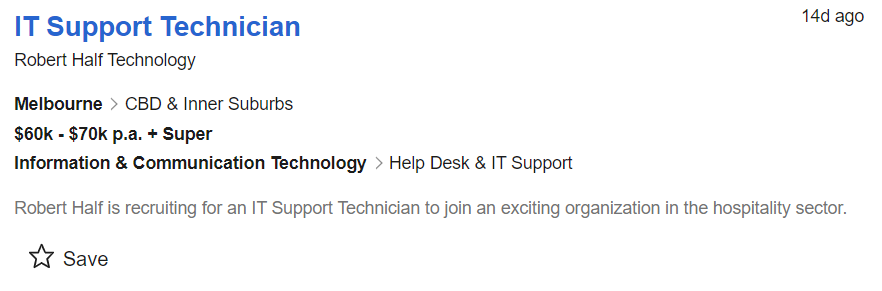 IT Support Technician
14d ago
Robert Half Technology
Melbourne > CBD & Inner Suburbs
$60k - $70k p.a. + Super
Information & Communication Technology > Help Desk & IT Support
Robert Half is recruiting for an IT Support Technician to join an exciting organization in the hospitality sector.
Save